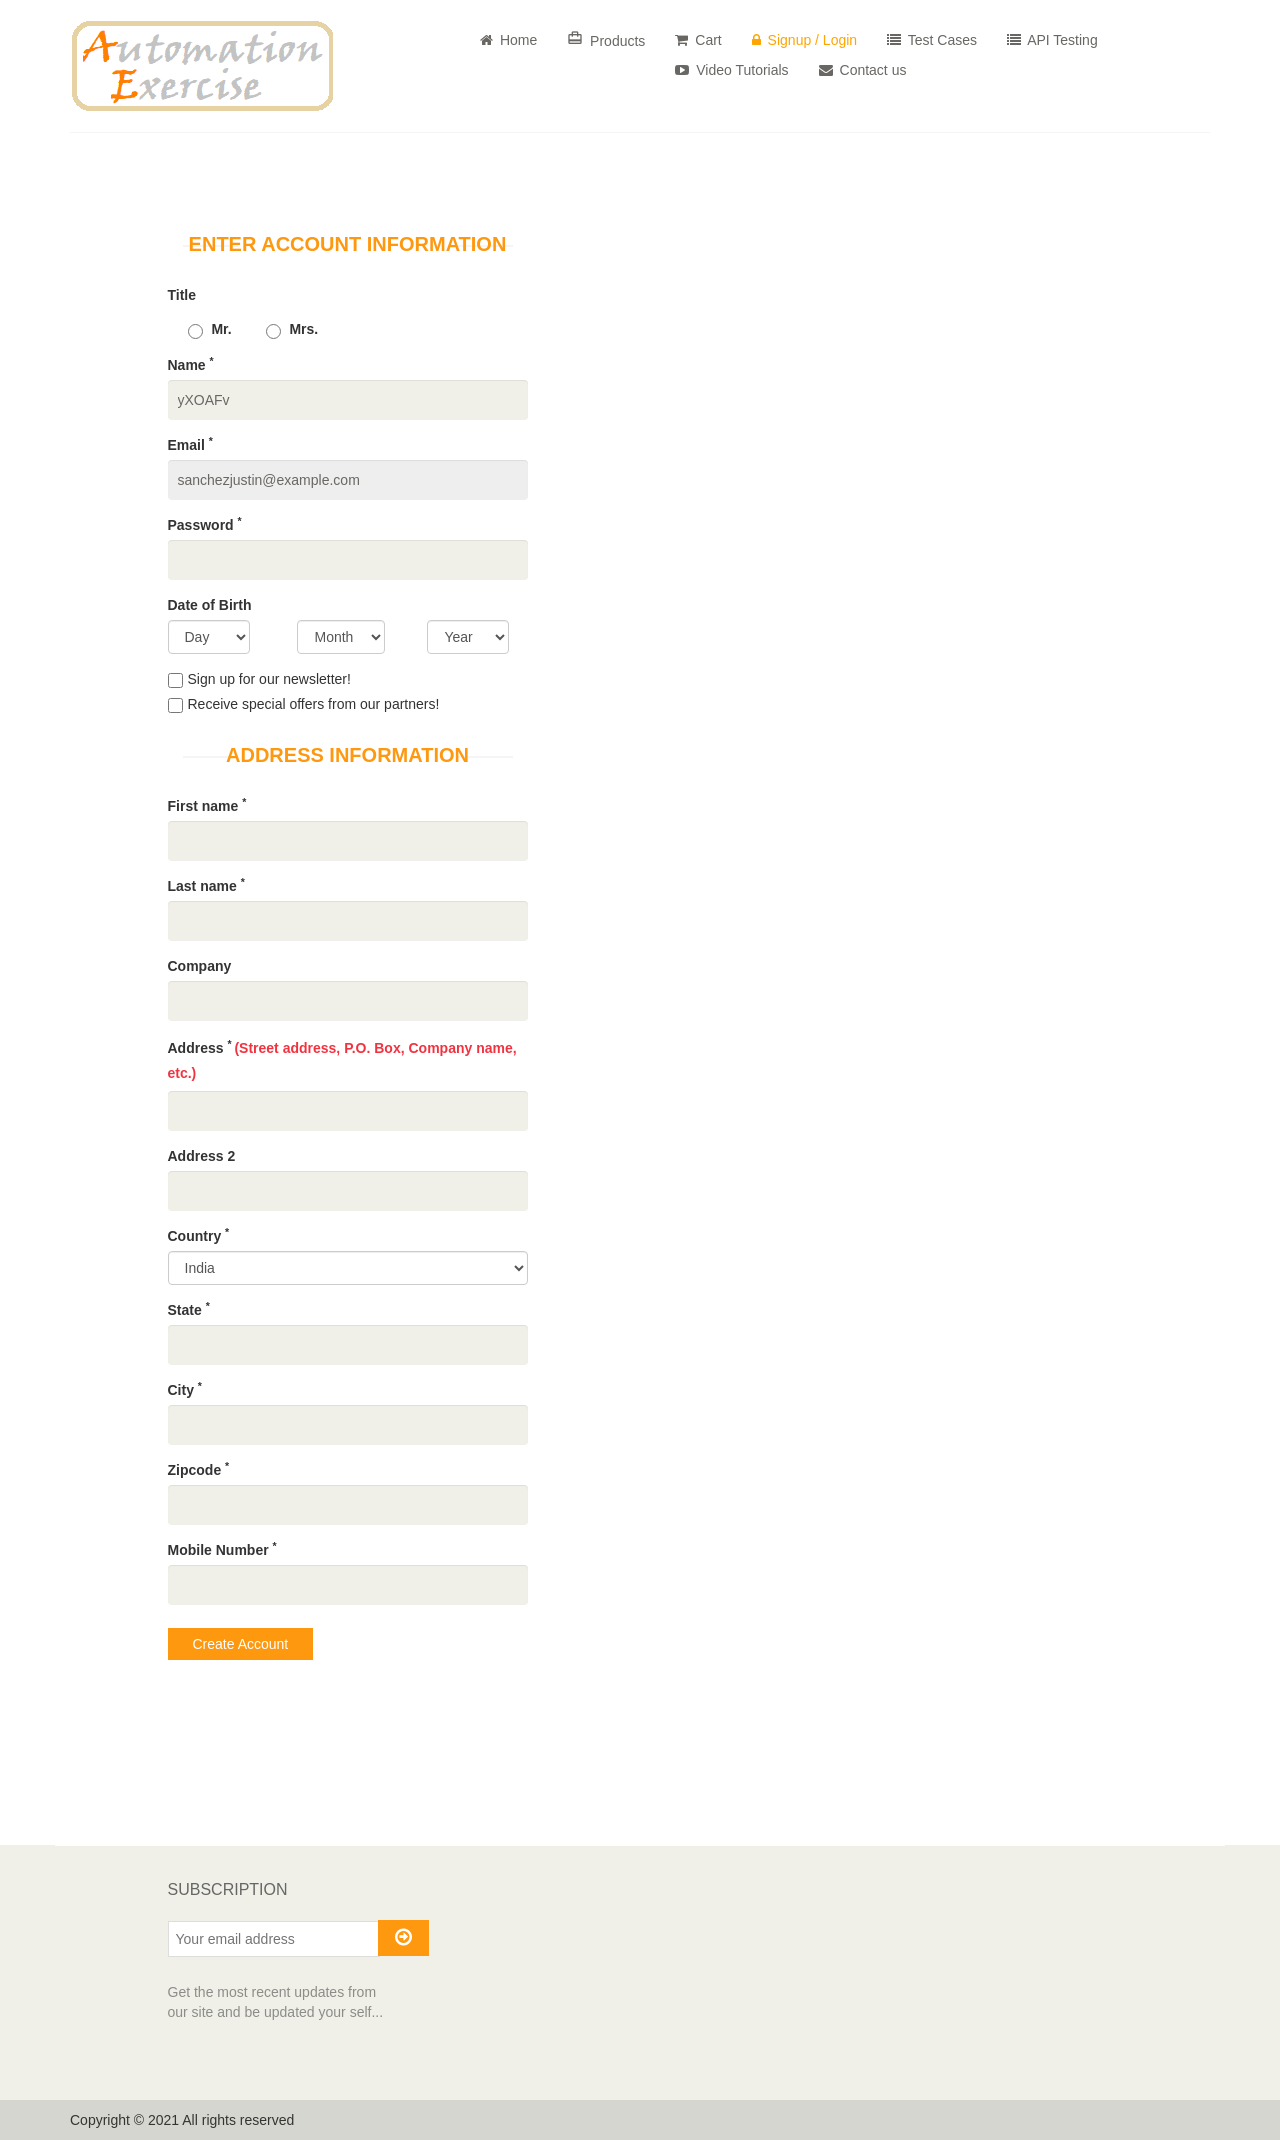 Automation
Exercise
Home Products Cart Signup / Login Test Cases API Testing
Video Tutorials Contact us
ENTER ACCOUNT INFORMATION
Title
Mr. Mrs.
Name *
yXOAFv
Email *
sanchezjustin@example.com
Password *
Date of Birth
Day Month Year
Sign up for our newsletter!
Receive special offers from our partners!
ADDRESS INFORMATION
First name *
Last name *
Company
Address * (Street address, P.O. Box, Company name,
etc.)
Address 2
Country *
India
State *
City *
Zipcode *
Mobile Number *
Create Account
SUBSCRIPTION
Your email address
Get the most recent updates from
our site and be updated your self...
Copyright © 2021 All rights reserved